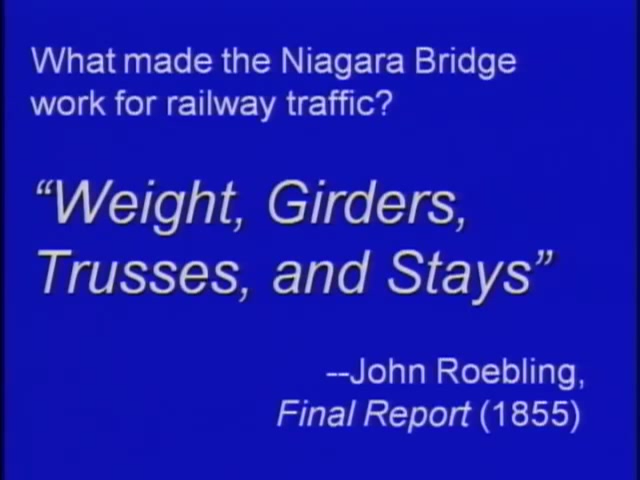 What made the Niagara Bridge
work for railway traffic?
“Weight, Girders,
Trusses, and Stays”
--John Roebling,
Final Report (1855)